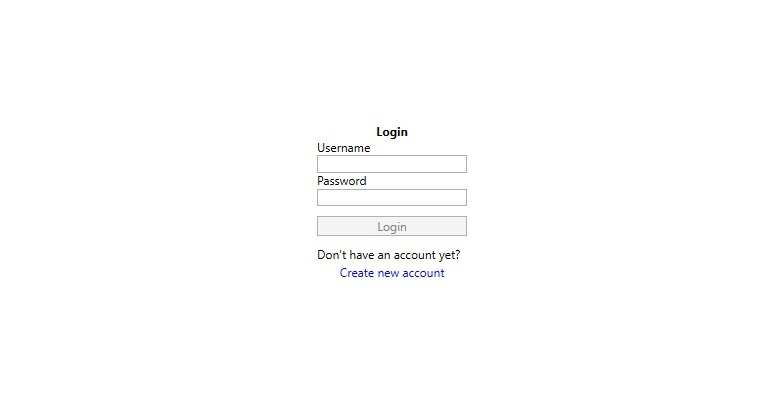 Login
Username
Password
Login
Don't have an account yet?
Create new account